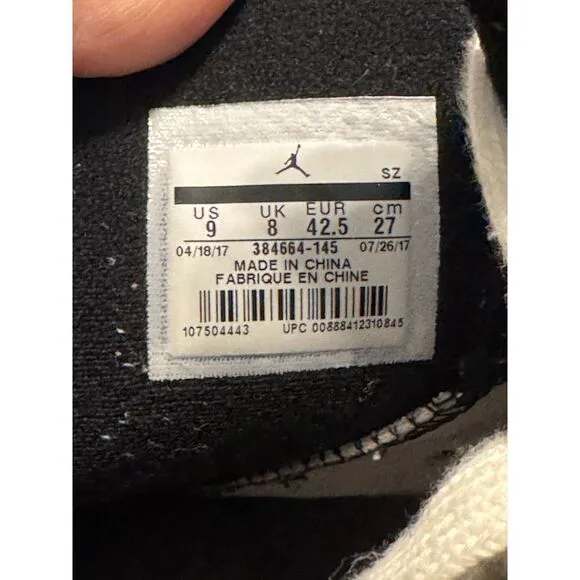 SZ
US UK EUR cm
9 8 42.5 27
04/18/17 384664-145 07/26/17
MADE IN CHINA
FABRIQUE EN CHINE
107504443 UPC 00888412310845